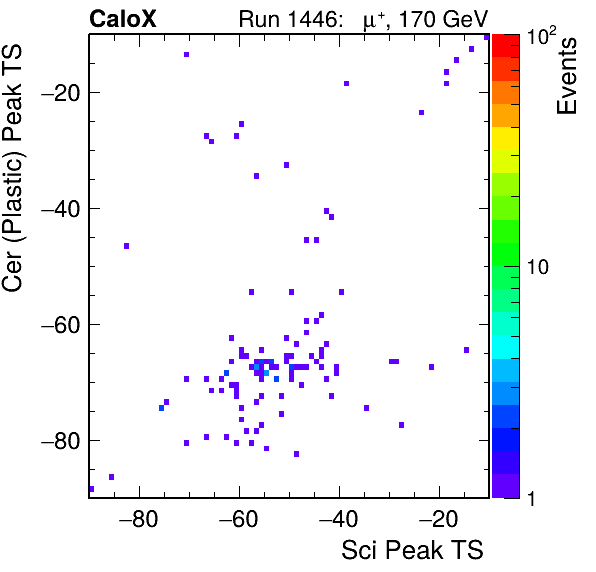 CaloX Run 1446: μ⁺, 170 GeV
Cer (Plastic) Peak TS
−20
−40
−60
−80
−80 −60 −40 −20
Sci Peak TS
10²
10
1
Events